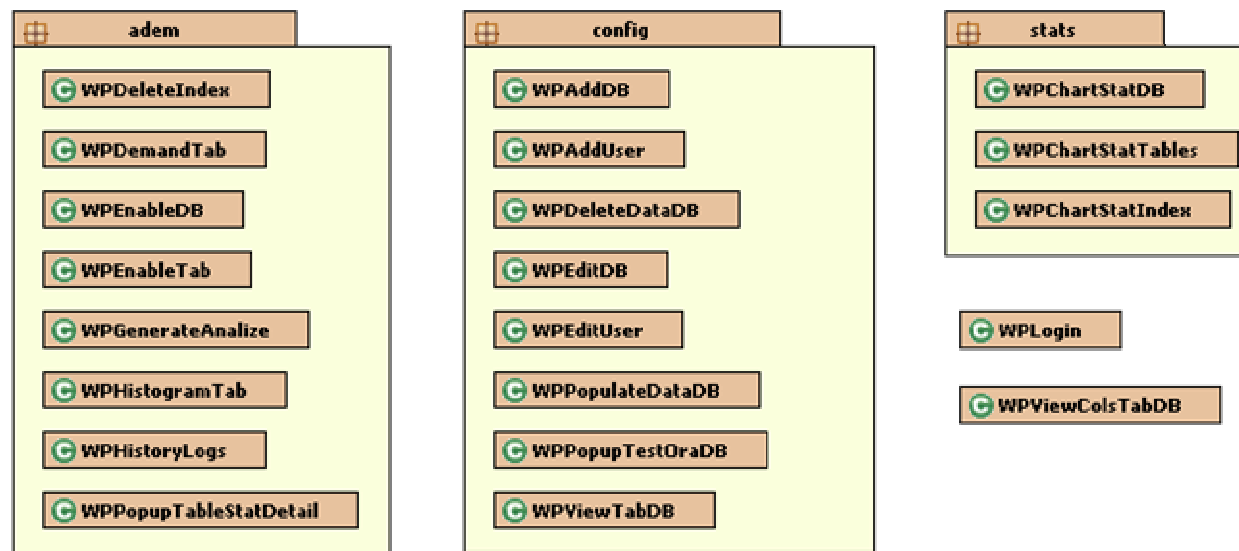 adem
WPDeleteIndex
WPDemandTab
WPEnableDB
WPEnableTab
WPGenerateAnalize
WPHistogramTab
WPHistoryLogs
WPPopupTableStatDetail
config
WPAddDB
WPAddUser
WPDeleteDataDB
WPEditDB
WPEditUser
WPPopulateDataDB
WPPopupTestOraDB
WPViewTabDB
stats
WPChartStatDB
WPChartStatTables
WPChartStatIndex
WPLogin
WPViewColsTabDB